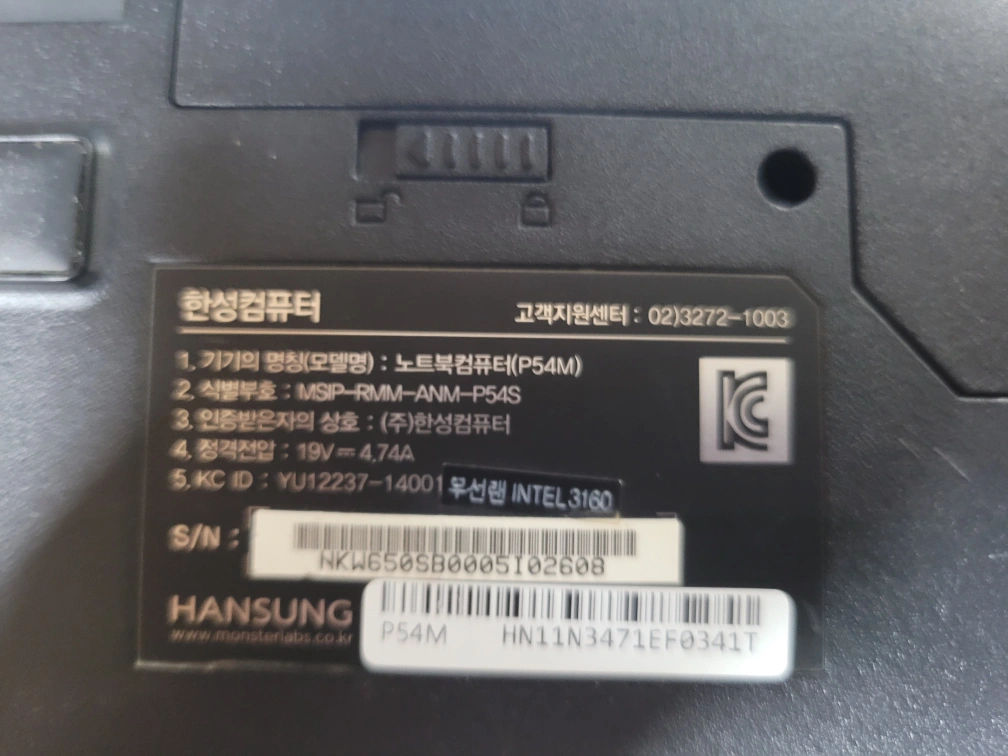 한성컴퓨터 고객지원센터 : 02)3272-1003
1. 기기의 명칭(모델명) : 노트북컴퓨터(P54M)
2. 식별부호 : MSIP-RMM-ANM-P54S
3. 인증받은자의 상호 : (주)한성컴퓨터
4. 정격전압 : 19V⎓4.74A
5. KC ID : YU12237-14001 무선랜 INTEL 3160
S/N :
NKW650SB0005I02608
HANSUNG
www.monsterlabs.co.kr
P54M HN11N3471EF0341T